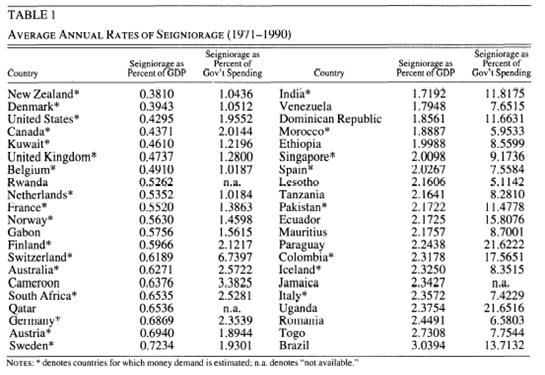 TABLE 1
AVERAGE ANNUAL RATES OF SEIGNIORAGE (1971–1990)
Country Seigniorage as Percent of GDP Seigniorage as Percent of Gov't Spending Country Seigniorage as Percent of GDP Seigniorage as Percent of Gov't Spending
New Zealand* 0.3810 1.0436 India* 1.7192 11.8175
Denmark* 0.3943 1.0512 Venezuela 1.7948 7.6515
United States* 0.4295 1.9552 Dominican Republic 1.8561 11.6631
Canada* 0.4371 2.0144 Morocco* 1.8887 5.9533
Kuwait* 0.4610 1.2196 Ethiopia 1.9988 8.5599
United Kingdom* 0.4737 1.2800 Singapore* 2.0098 9.1736
Belgium* 0.4910 1.0187 Spain* 2.0267 7.5584
Rwanda 0.5262 n.a. Lesotho 2.1606 5.1142
Netherlands* 0.5352 1.0184 Tanzania 2.1641 8.2810
France* 0.5520 1.3863 Pakistan* 2.1722 11.4778
Norway* 0.5630 1.4598 Ecuador 2.1725 15.8076
Gabon 0.5756 1.5615 Mauritius 2.1757 8.7001
Finland* 0.5966 2.1217 Paraguay 2.2438 21.6222
Switzerland* 0.6189 6.7397 Colombia* 2.3178 17.5651
Australia* 0.6271 2.5722 Iceland* 2.3250 8.3515
Cameroon 0.6376 3.3825 Jamaica 2.3427 n.a.
South Africa* 0.6535 2.5281 Italy* 2.3572 7.4229
Qatar 0.6536 n.a. Uganda 2.3754 21.6516
Germany* 0.6869 2.3539 Romania 2.4491 6.5803
Austria* 0.6940 1.8944 Togo 2.7308 7.7544
Sweden* 0.7234 1.9301 Brazil 3.0394 13.7132
NOTES: * denotes countries for which money demand is estimated; n.a. denotes "not available."